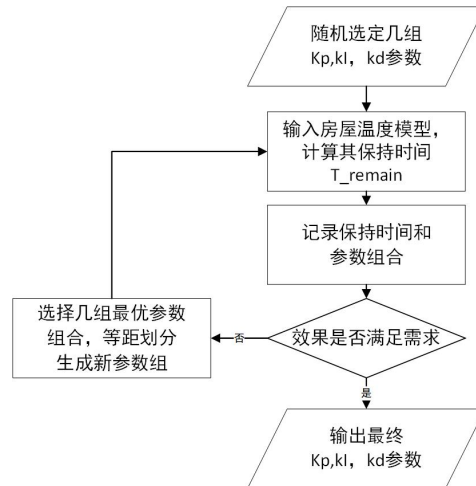 随机选定几组
Kp,kI，kd参数
输入房屋温度模型，
计算其保持时间
T_remain
记录保持时间和
参数组合
效果是否满足需求
否
选择几组最优参数
组合，等距划分
生成新参数组
是
输出最终
Kp,kI，kd参数